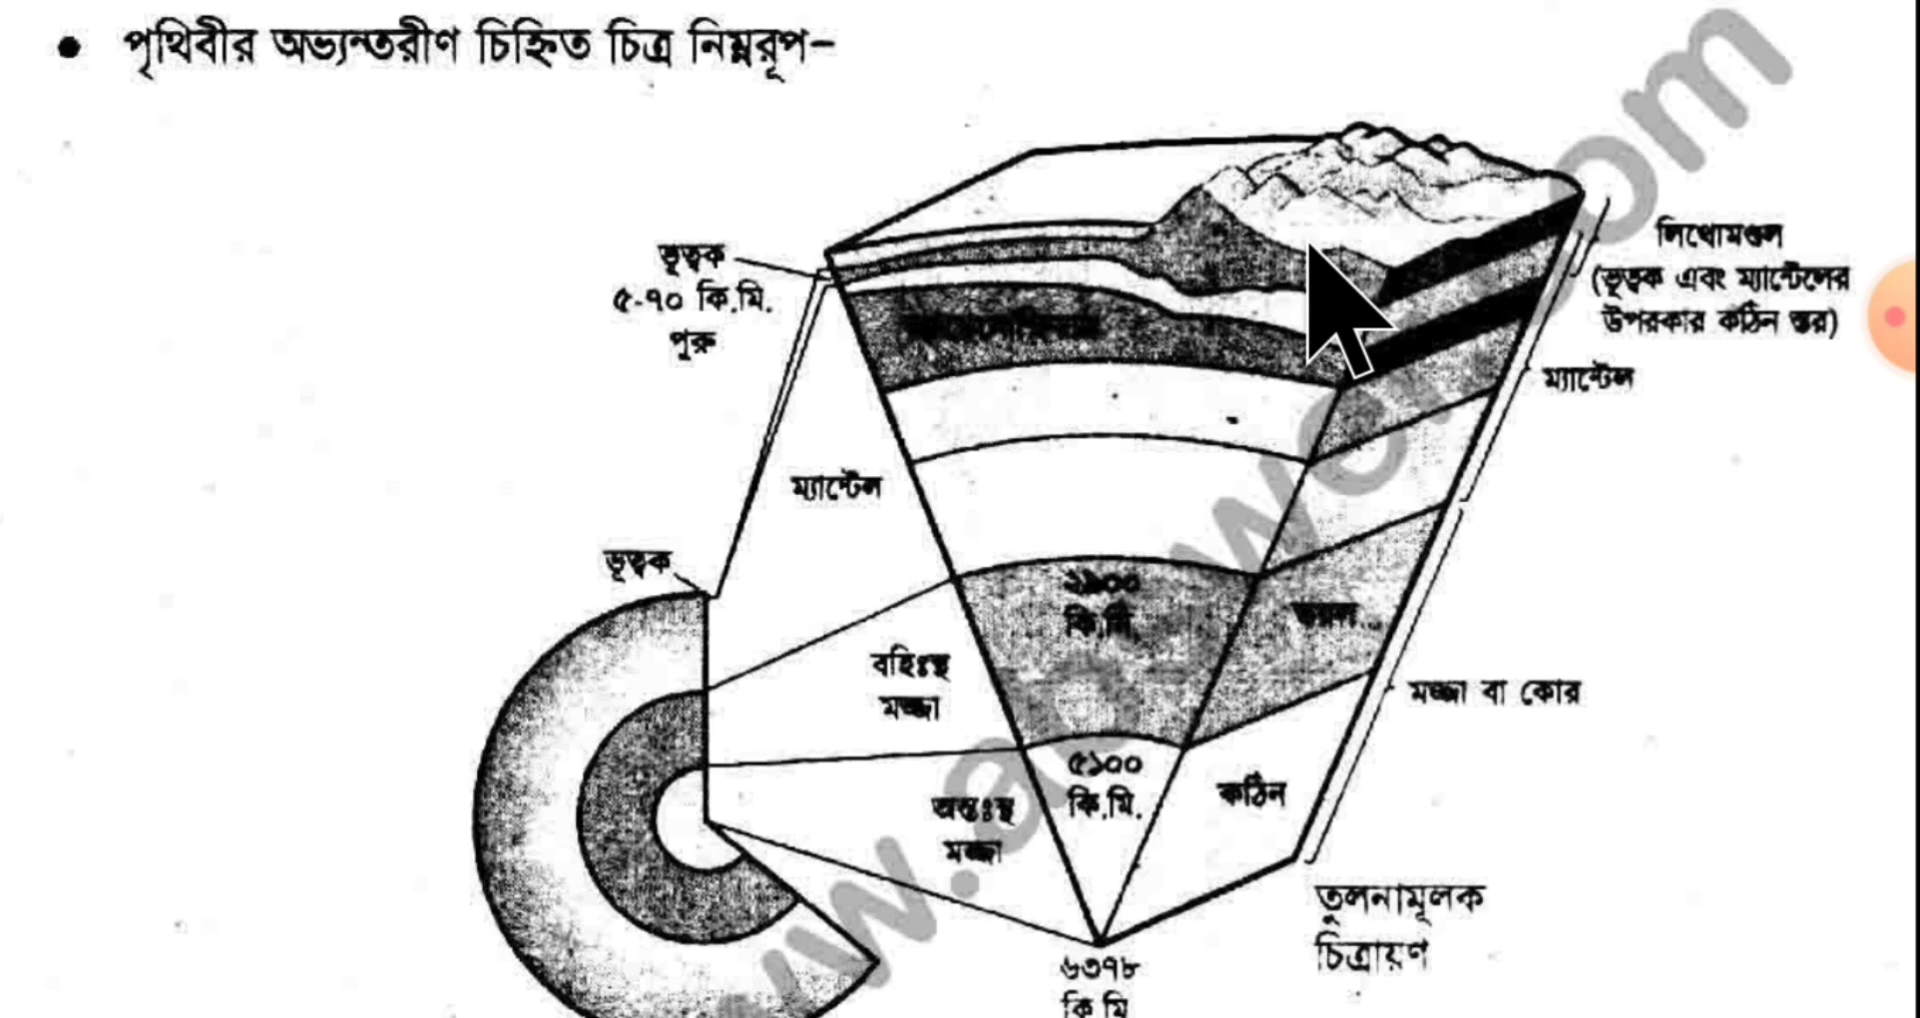 • পৃথিবীর অভ্যন্তরীণ চিহ্নিত চিত্র নিম্নরূপ–
ভূত্বক
৫-৭০ কি.মি.
পুরু
লিথোমণ্ডল
(ভূত্বক এবং ম্যান্টেলের
উপরকার কঠিন স্তর)
ম্যান্টেল
ম্যান্টেল
ভূত্বক
২৯০০
কি.মি.
তরল
বহিঃস্থ
মজ্জা
মজ্জা বা কোর
৫১০০
কি.মি.
কঠিন
অন্তঃস্থ
মজ্জা
তুলনামূলক
চিত্রায়ণ
৬৩৭৮
কি মি